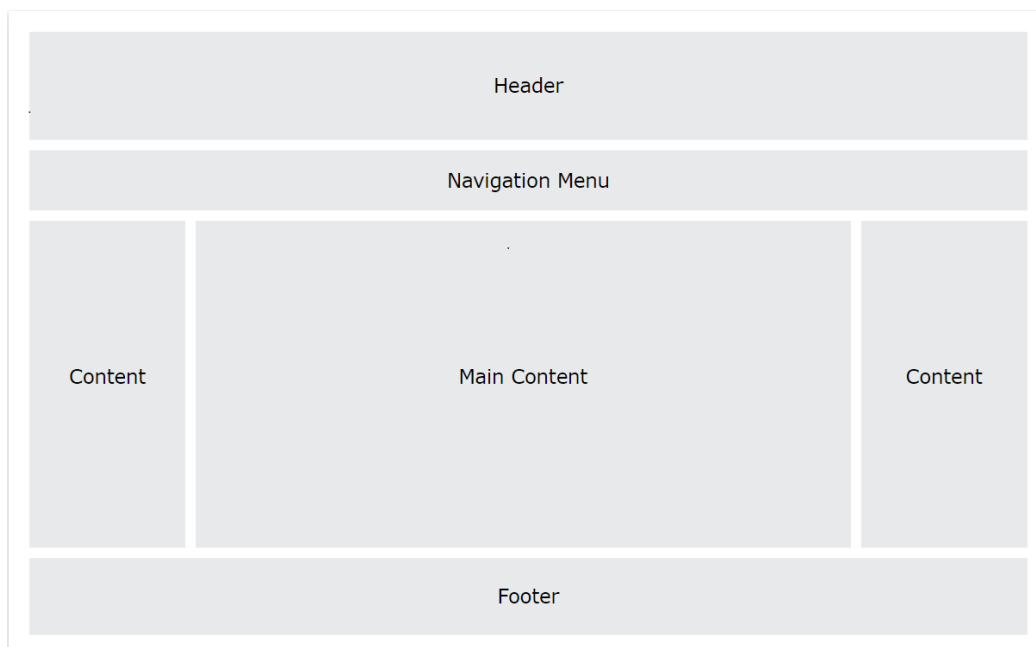 Header
Navigation Menu
Content
Main Content
Content
Footer